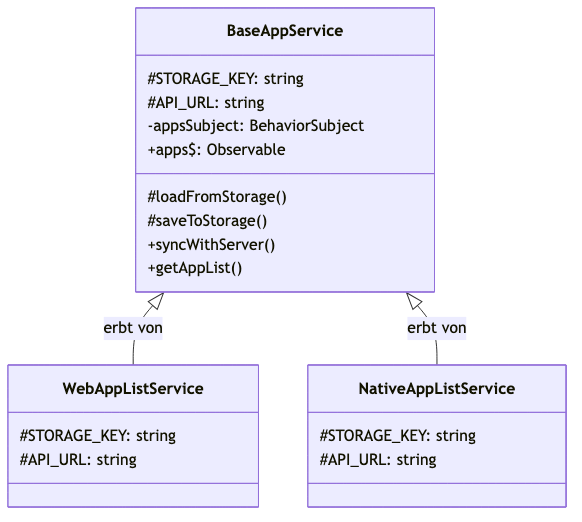 BaseAppService
#STORAGE_KEY: string
#API_URL: string
-appsSubject: BehaviorSubject
+apps$: Observable
#loadFromStorage()
#saveToStorage()
+syncWithServer()
+getAppList()
erbt von
erbt von
WebAppListService
#STORAGE_KEY: string
#API_URL: string
NativeAppListService
#STORAGE_KEY: string
#API_URL: string